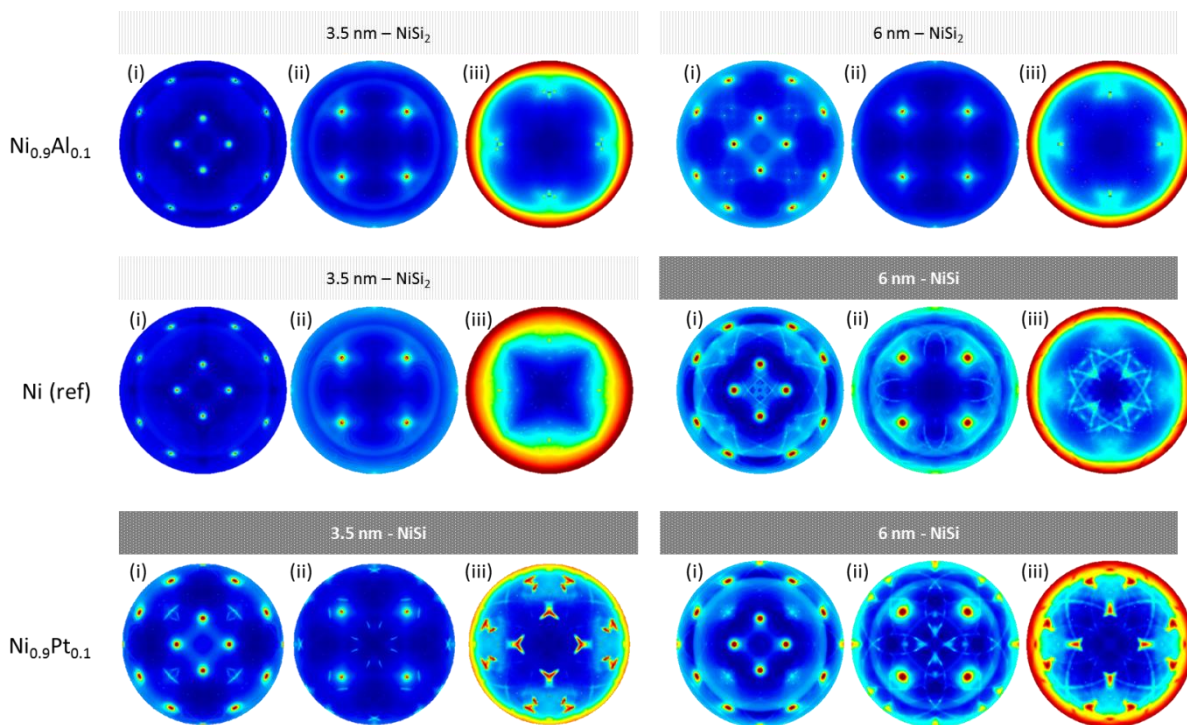 3.5 nm – NiSi₂
6 nm – NiSi₂
(i) (ii) (iii) (i) (ii) (iii)
Ni₀.₉Al₀.₁
3.5 nm – NiSi₂
6 nm - NiSi
(i) (ii) (iii) (i) (ii) (iii)
Ni (ref)
3.5 nm - NiSi
6 nm - NiSi
(i) (ii) (iii) (i) (ii) (iii)
Ni₀.₉Pt₀.₁